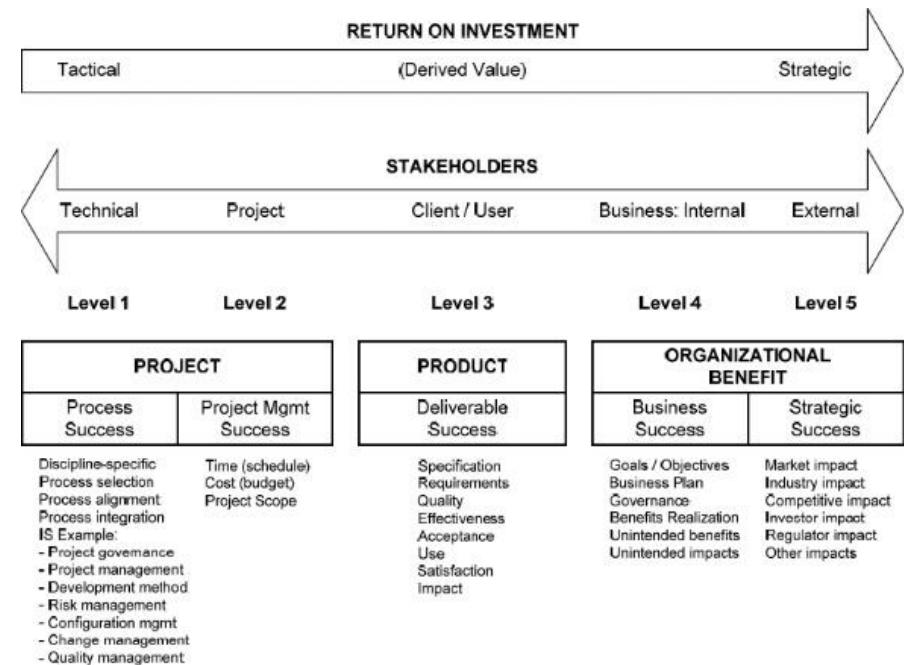 RETURN ON INVESTMENT
Tactical (Derived Value) Strategic
STAKEHOLDERS
Technical Project Client / User Business: Internal External
Level 1 Level 2 Level 3 Level 4 Level 5
PROJECT
Process Success
Project Mgmt Success
Discipline-specific
Process selection
Process alignment
Process integration
IS Example:
- Project governance
- Project management
- Development method
- Risk management
- Configuration mgmt
- Change management
- Quality management
Time (schedule)
Cost (budget)
Project Scope
PRODUCT
Deliverable
Success
Specification
Requirements
Quality
Effectiveness
Acceptance
Use
Satisfaction
Impact
ORGANIZATIONAL
BENEFIT
Business
Success
Goals / Objectives
Business Plan
Governance
Benefits Realization
Unintended benefits
Unintended impacts
Strategic
Success
Market impact
Industry impact
Competitive impact
Investor impact
Regulator impact
Other impacts